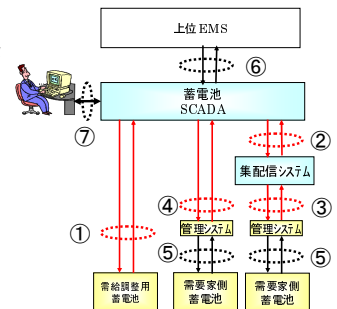 上位EMS
⑥
蓄電池
SCADA
⑦
②
集配信システム
④
③
①
管理システム
管理システム
⑤
⑤
需給調整用
蓄電池
需要家側
蓄電池
需要家側
蓄電池